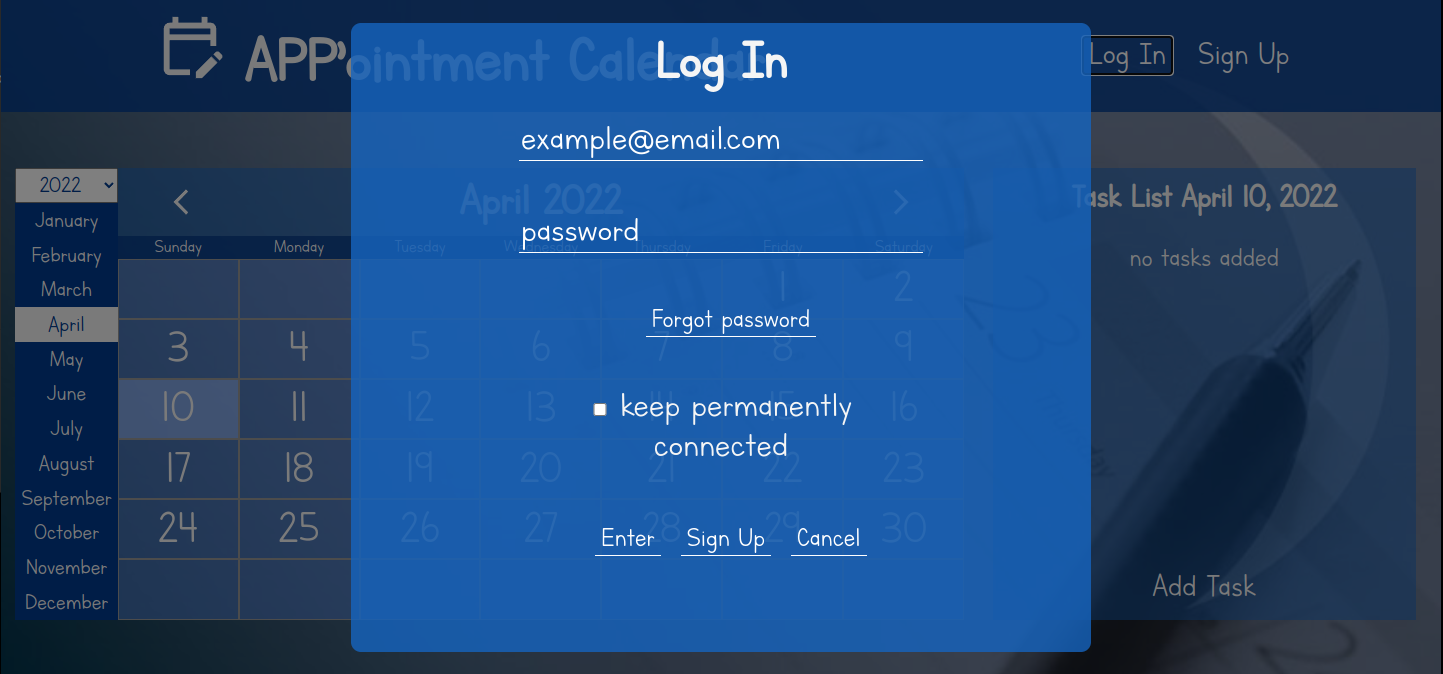 APP'ointment Calendar
Log In
Sign Up
Log In
example@email.com
password
Forgot password
keep permanently
connected
Enter
Sign Up
Cancel
2022
January
February
March
April
May
June
July
August
September
October
November
December
April 2022
Sunday Monday Tuesday Wednesday Thursday Friday Saturday
1 2
3 4 5 6 7 8 9
10 11 12 13 14 15 16
17 18 19 20 21 22 23
24 25 26 27 28 29 30
Task List April 10, 2022
no tasks added
Add Task
23